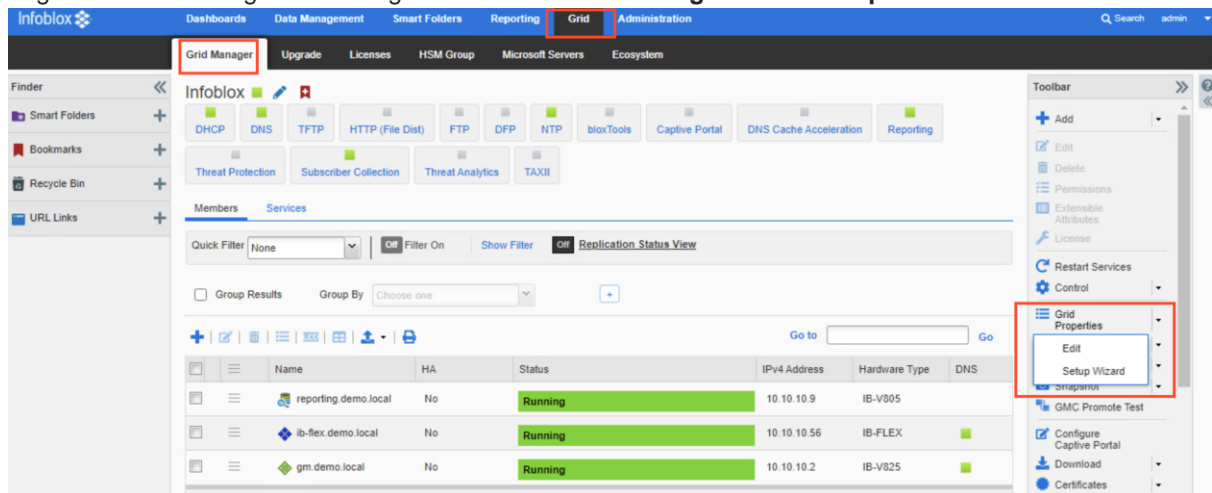 Infoblox
Dashboards Data Management Smart Folders Reporting Grid Administration
Search admin
Grid Manager Upgrade Licenses HSM Group Microsoft Servers Ecosystem
Finder
Smart Folders
Bookmarks
Recycle Bin
URL Links
Infoblox
DHCP DNS TFTP HTTP (File Dist) FTP DFP NTP bloxTools Captive Portal DNS Cache Acceleration Reporting
Threat Protection Subscriber Collection Threat Analytics TAXII
Members Services
Quick Filter None Off Filter On Show Filter Off Replication Status View
Group Results Group By Choose one
Go to Go
Name HA Status IPv4 Address Hardware Type DNS
reporting.demo.local No Running 10.10.10.9 IB-V805
ib-flex.demo.local No Running 10.10.10.56 IB-FLEX
gm.demo.local No Running 10.10.10.2 IB-V825
Toolbar
Add
Edit
Delete
Permissions
Extensible
Attributes
License
Restart Services
Control
Grid
Properties
Edit
Setup Wizard
Snapshot
GMC Promote Test
Configure
Captive Portal
Download
Certificates